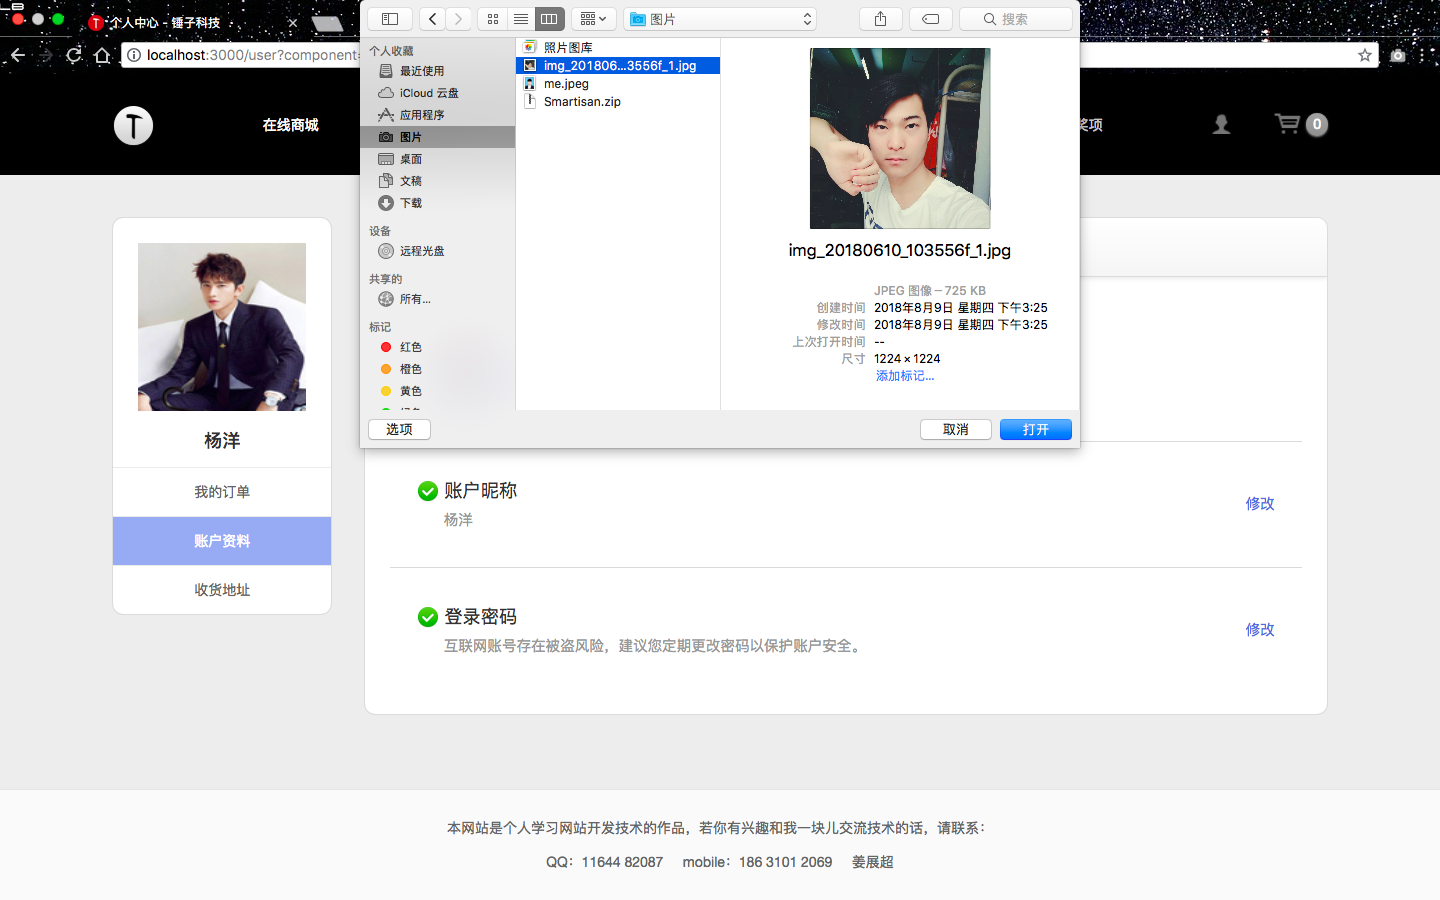 个人中心 - 锤子科技
图片
搜索
localhost:3000/user?component=
在线商城
奖项
0
个人收藏
最近使用
iCloud 云盘
应用程序
图片
桌面
文稿
下载
设备
远程光盘
共享的
所有...
标记
红色
橙色
黄色
绿色
照片图库
img_201806...3556f_1.jpg
me.jpeg
Smartisan.zip
img_20180610_103556f_1.jpg
JPEG 图像 – 725 KB
创建时间 2018年8月9日 星期四 下午3:25
修改时间 2018年8月9日 星期四 下午3:25
上次打开时间 --
尺寸 1224 × 1224
添加标记...
选项
取消
打开
杨洋
我的订单
账户资料
收货地址
账户昵称
杨洋
修改
登录密码
互联网账号存在被盗风险，建议您定期更改密码以保护账户安全。
修改
本网站是个人学习网站开发技术的作品，若你有兴趣和我一块儿交流技术的话，请联系：
QQ：11644 82087 mobile：186 3101 2069 姜展超